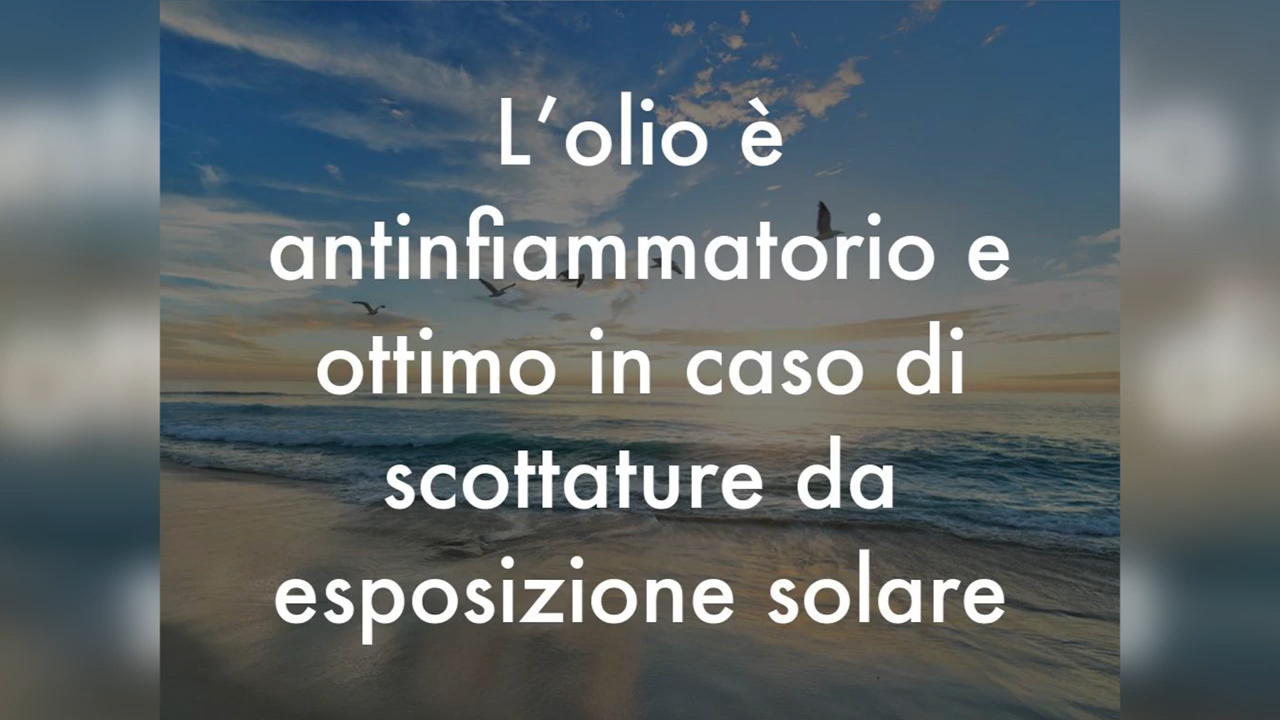 L’olio è
antinfiammatorio e
ottimo in caso di
scottature da
esposizione solare